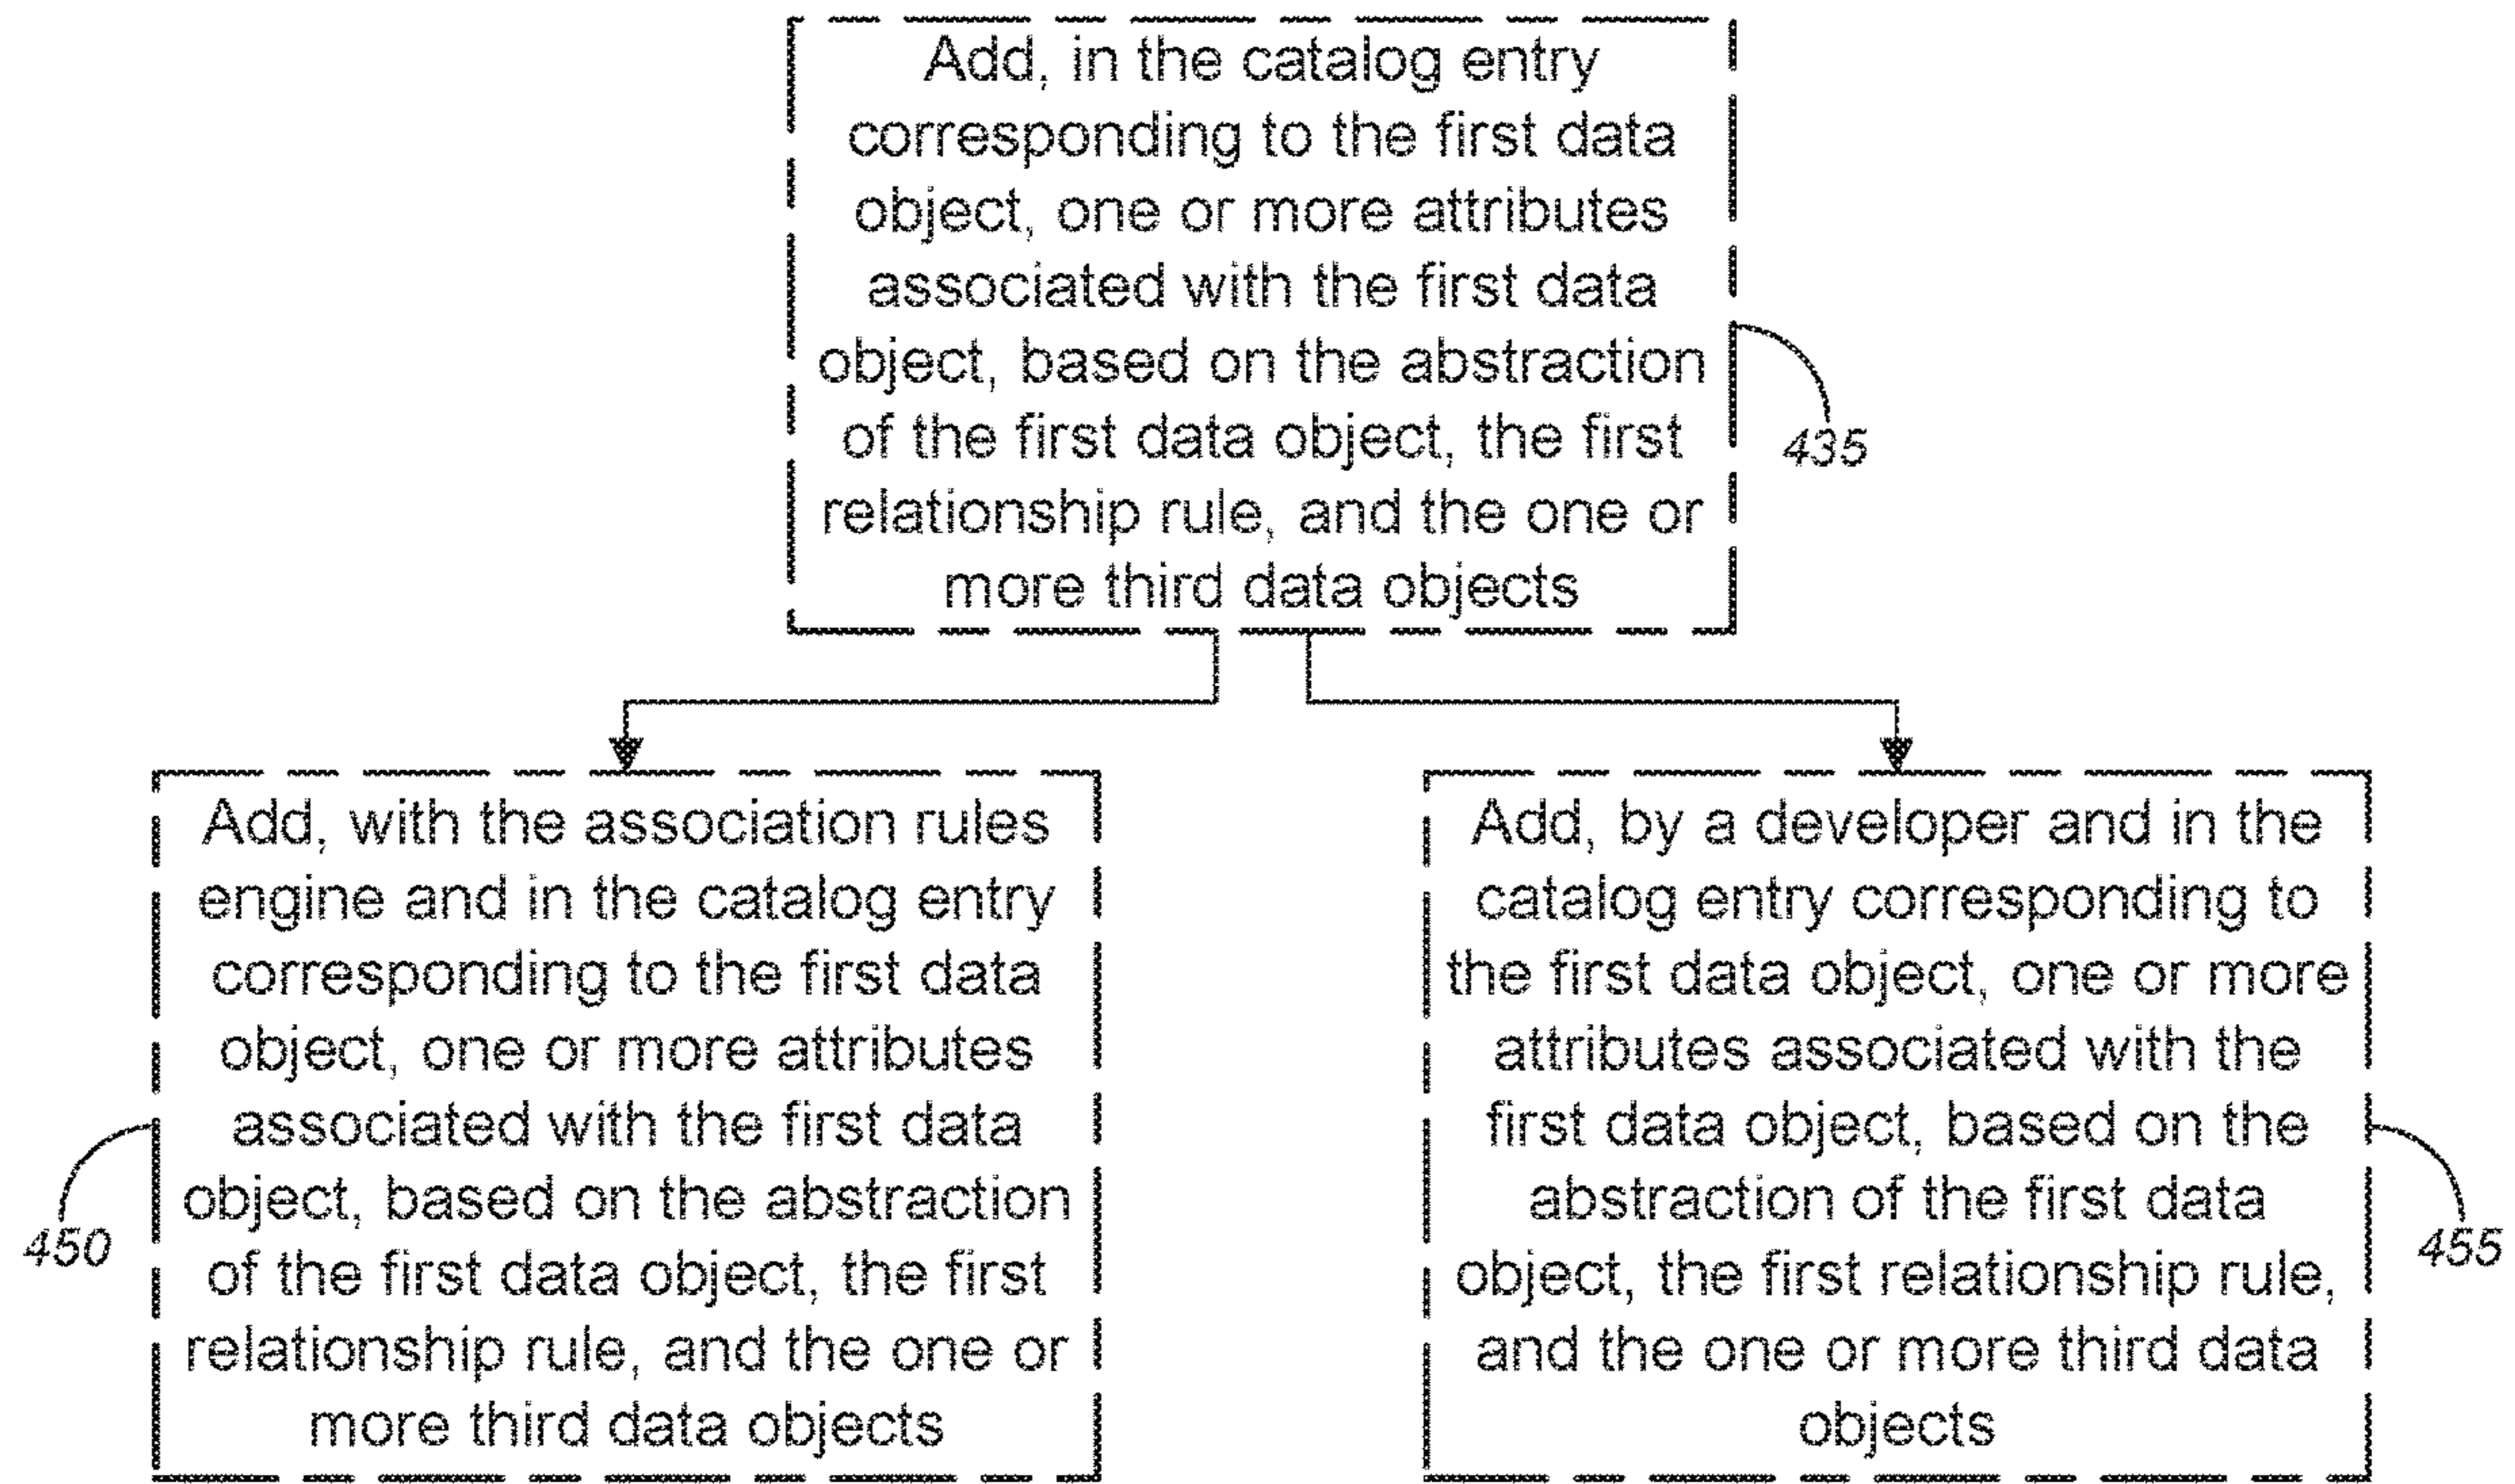 Add, in the catalog entry
corresponding to the first data
object, one or more attributes
associated with the first data
object, based on the abstraction
of the first data object, the first
relationship rule, and the one or
more third data objects
435
Add, with the association rules
engine and in the catalog entry
corresponding to the first data
object, one or more attributes
associated with the first data
object, based on the abstraction
of the first data object, the first
relationship rule, and the one or
more third data objects
450
Add, by a developer and in the
catalog entry corresponding to
the first data object, one or more
attributes associated with the
first data object, based on the
abstraction of the first data
object, the first relationship rule,
and the one or more third data
objects
455